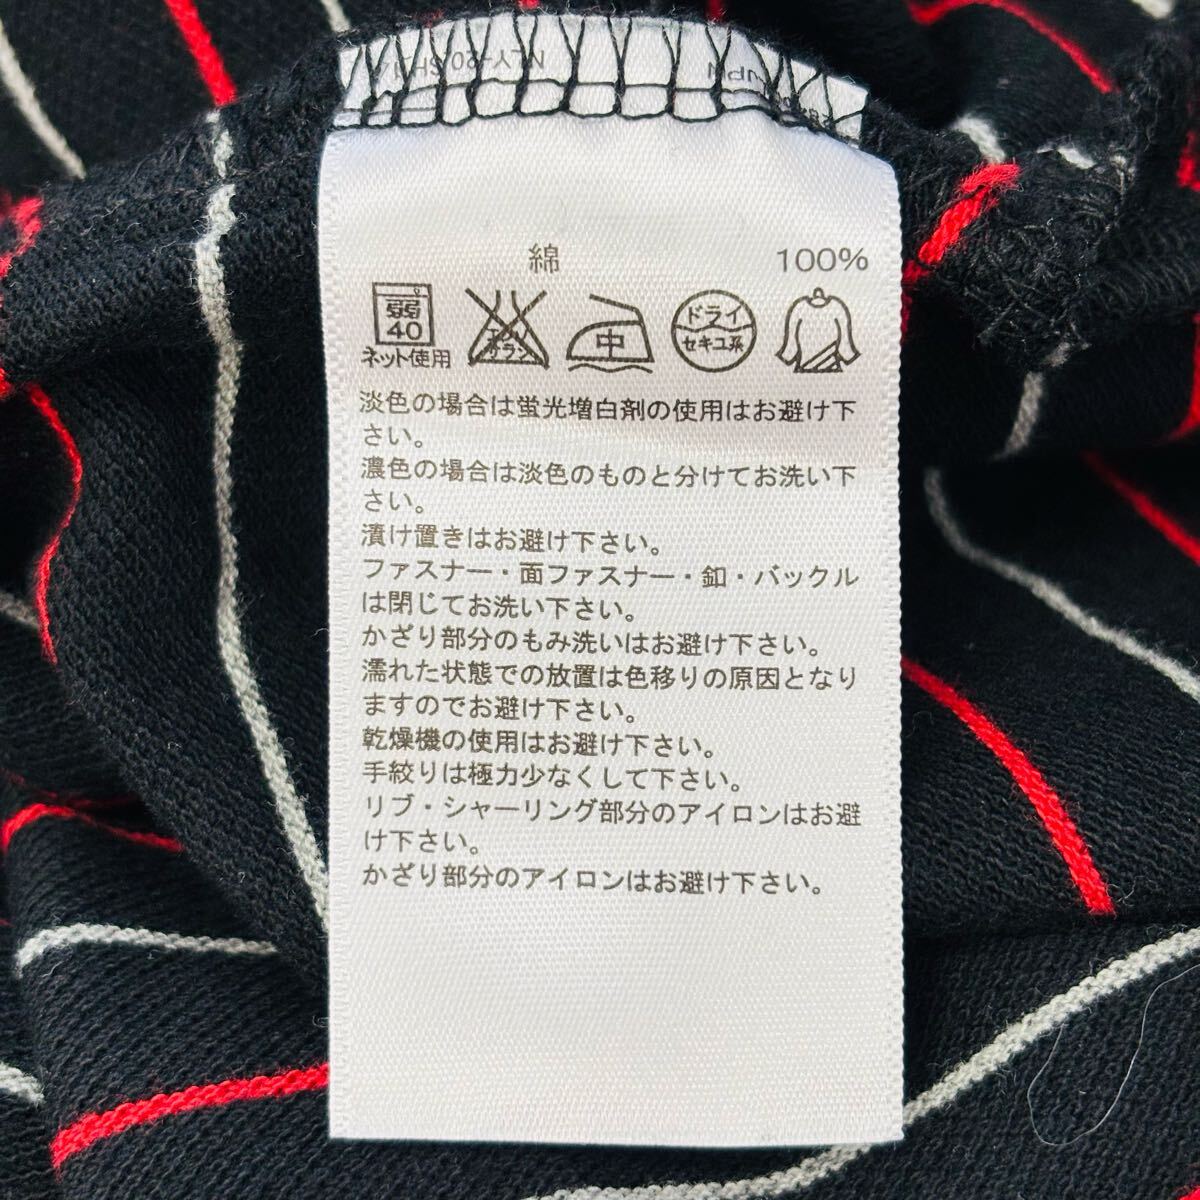 綿 100%
弱
40
ネット使用
中
ドライ
セキユ系
淡色の場合は蛍光増白剤の使用はお避け下
さい。
濃色の場合は淡色のものと分けてお洗い下
さい。
漬け置きはお避け下さい。
ファスナー・面ファスナー・釦・バックル
は閉じてお洗い下さい。
かざり部分のもみ洗いはお避け下さい。
濡れた状態での放置は色移りの原因となり
ますのでお避け下さい。
乾燥機の使用はお避け下さい。
手絞りは極力少なくして下さい。
リブ・シャーリング部分のアイロンはお避
け下さい。
かざり部分のアイロンはお避け下さい。